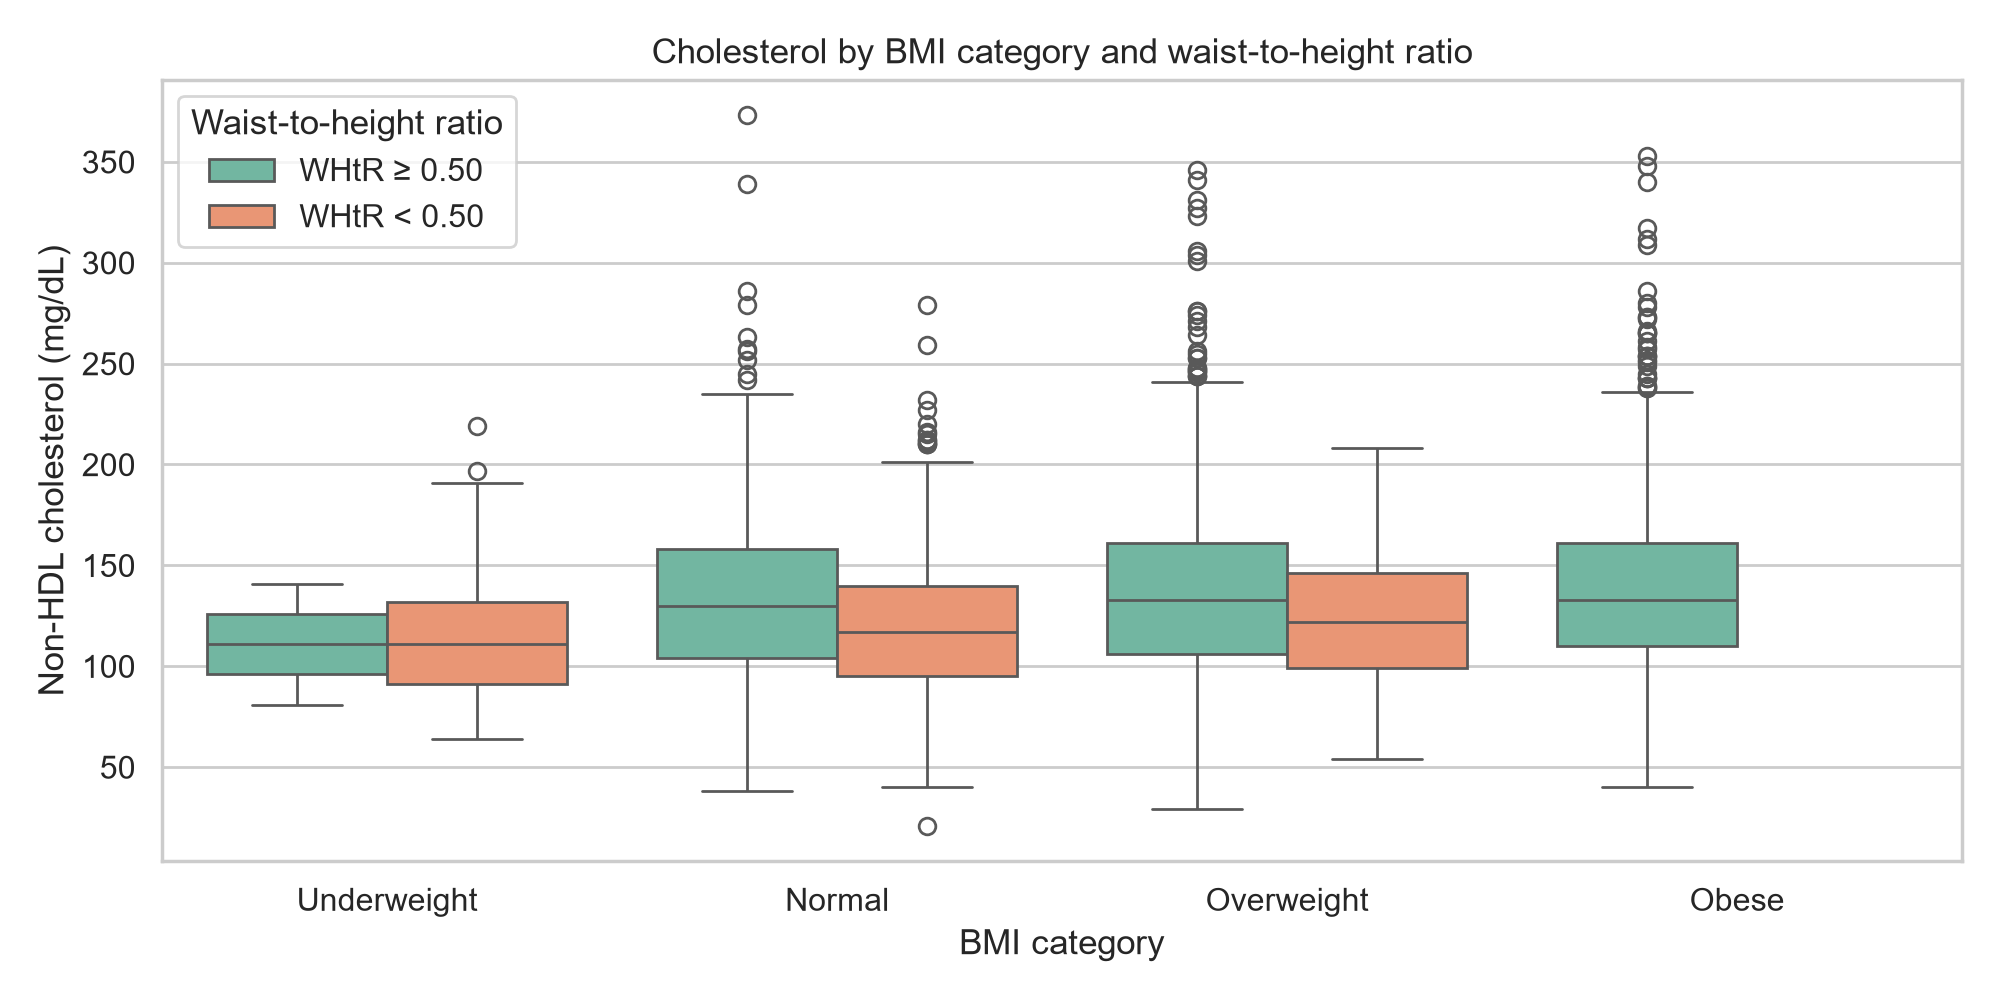 Cholesterol by BMI category and waist-to-height ratio
Waist-to-height ratio
WHtR ≥ 0.50
WHtR < 0.50
Non-HDL cholesterol (mg/dL)
350
300
250
200
150
100
50
Underweight Normal Overweight Obese
BMI category